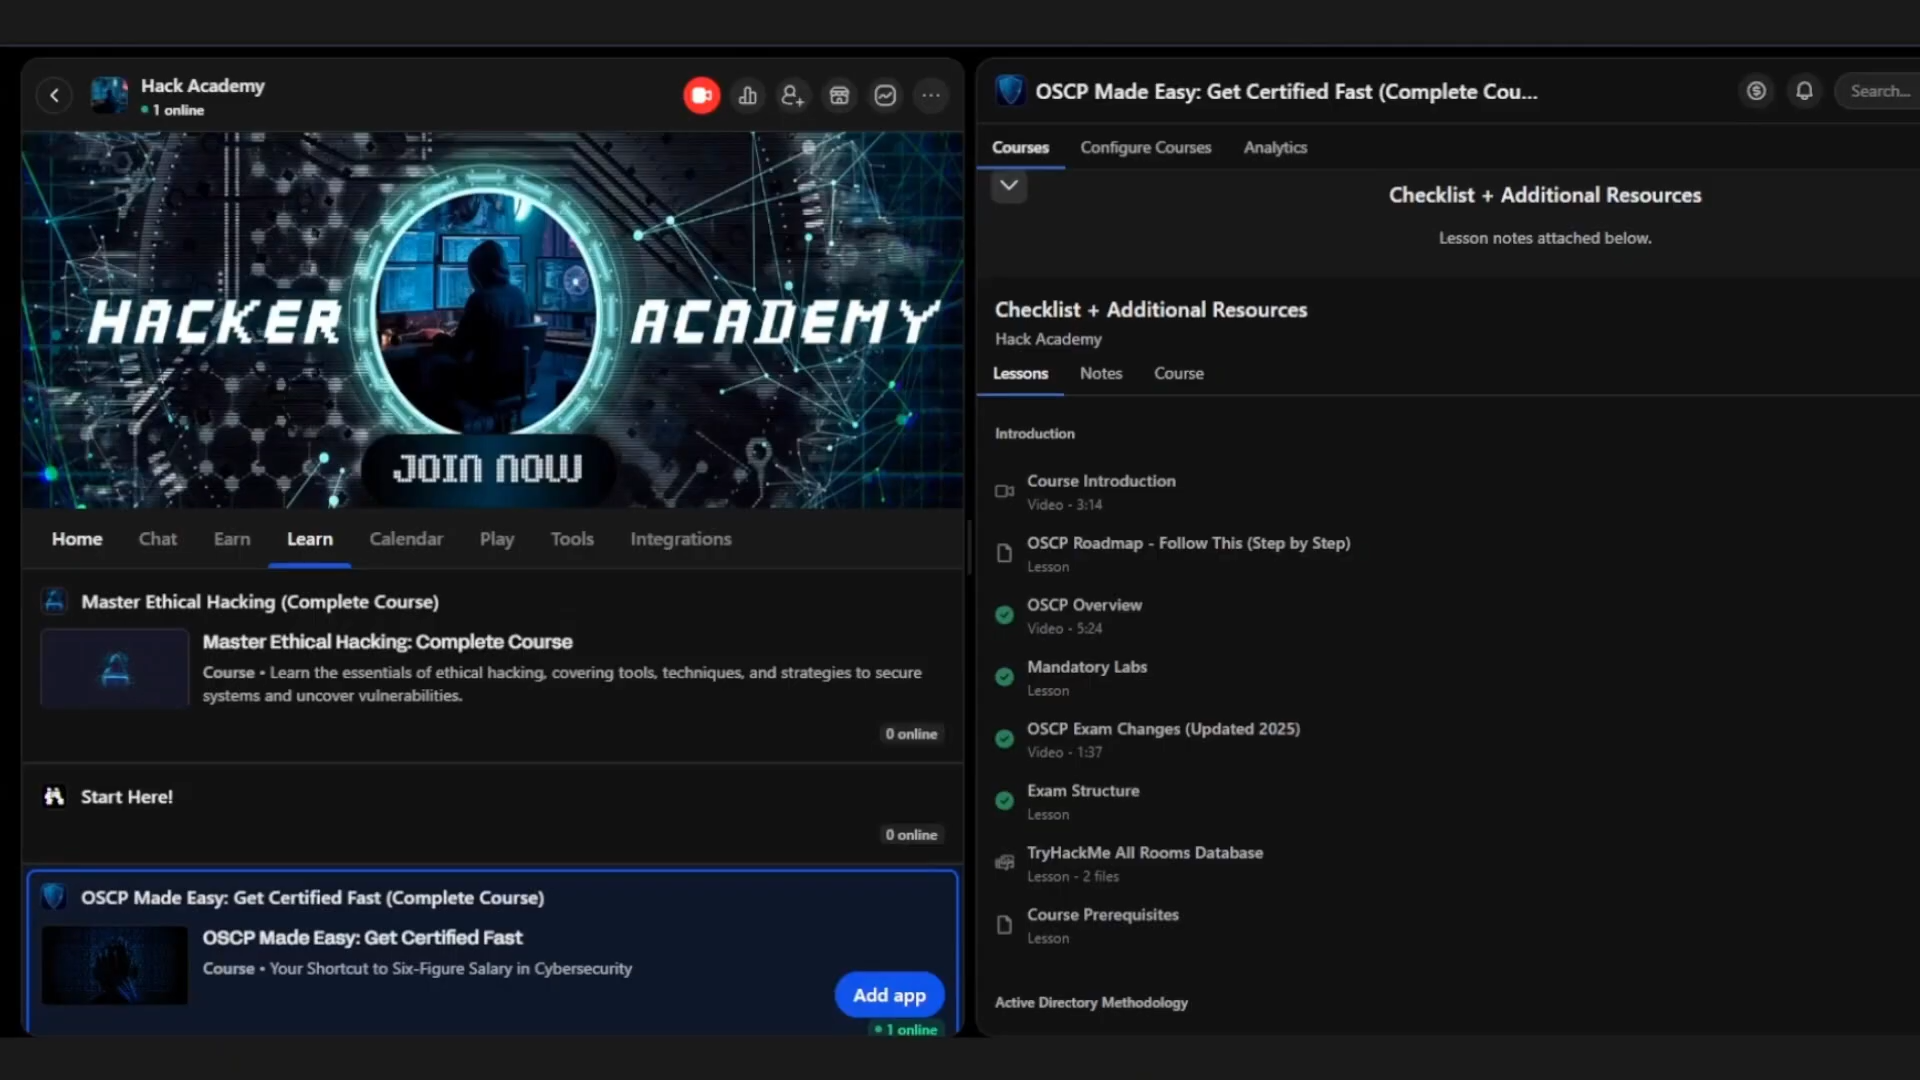 Hack Academy
1 online
HACKER ACADEMY
JOIN NOW
Home Chat Earn Learn Calendar Play Tools Integrations
Master Ethical Hacking (Complete Course)
Master Ethical Hacking: Complete Course
Course • Learn the essentials of ethical hacking, covering tools, techniques, and strategies to secure
systems and uncover vulnerabilities.
0 online
Start Here!
0 online
OSCP Made Easy: Get Certified Fast (Complete Course)
OSCP Made Easy: Get Certified Fast
Course • Your Shortcut to Six-Figure Salary in Cybersecurity
Add app
1 online
OSCP Made Easy: Get Certified Fast (Complete Cou...
Search...
Courses Configure Courses Analytics
Checklist + Additional Resources
Lesson notes attached below.
Checklist + Additional Resources
Hack Academy
Lessons Notes Course
Introduction
Course Introduction
Video - 3:14
OSCP Roadmap - Follow This (Step by Step)
Lesson
OSCP Overview
Video - 5:24
Mandatory Labs
Lesson
OSCP Exam Changes (Updated 2025)
Video - 1:37
Exam Structure
Lesson
TryHackMe All Rooms Database
Lesson - 2 files
Course Prerequisites
Lesson
Active Directory Methodology